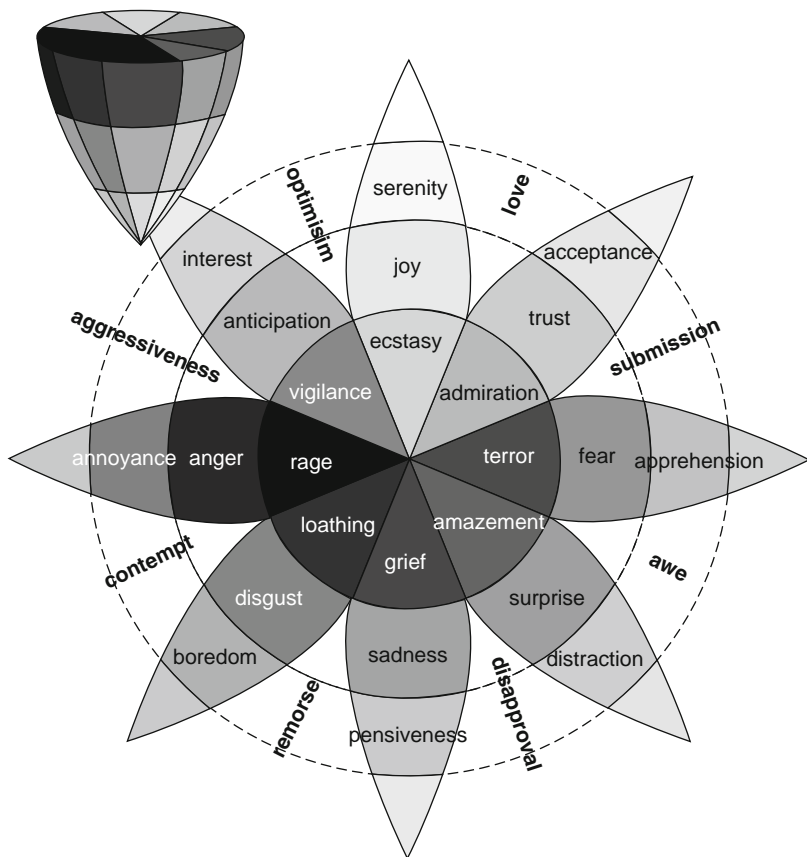 optimisim
serenity
love
interest
joy
acceptance
anticipation
trust
aggressiveness
ecstasy
submission
vigilance
admiration
annoyance
anger
rage
terror
fear
apprehension
loathing
amazement
contempt
grief
awe
disgust
surprise
boredom
sadness
distraction
remorse
pensiveness
disapproval